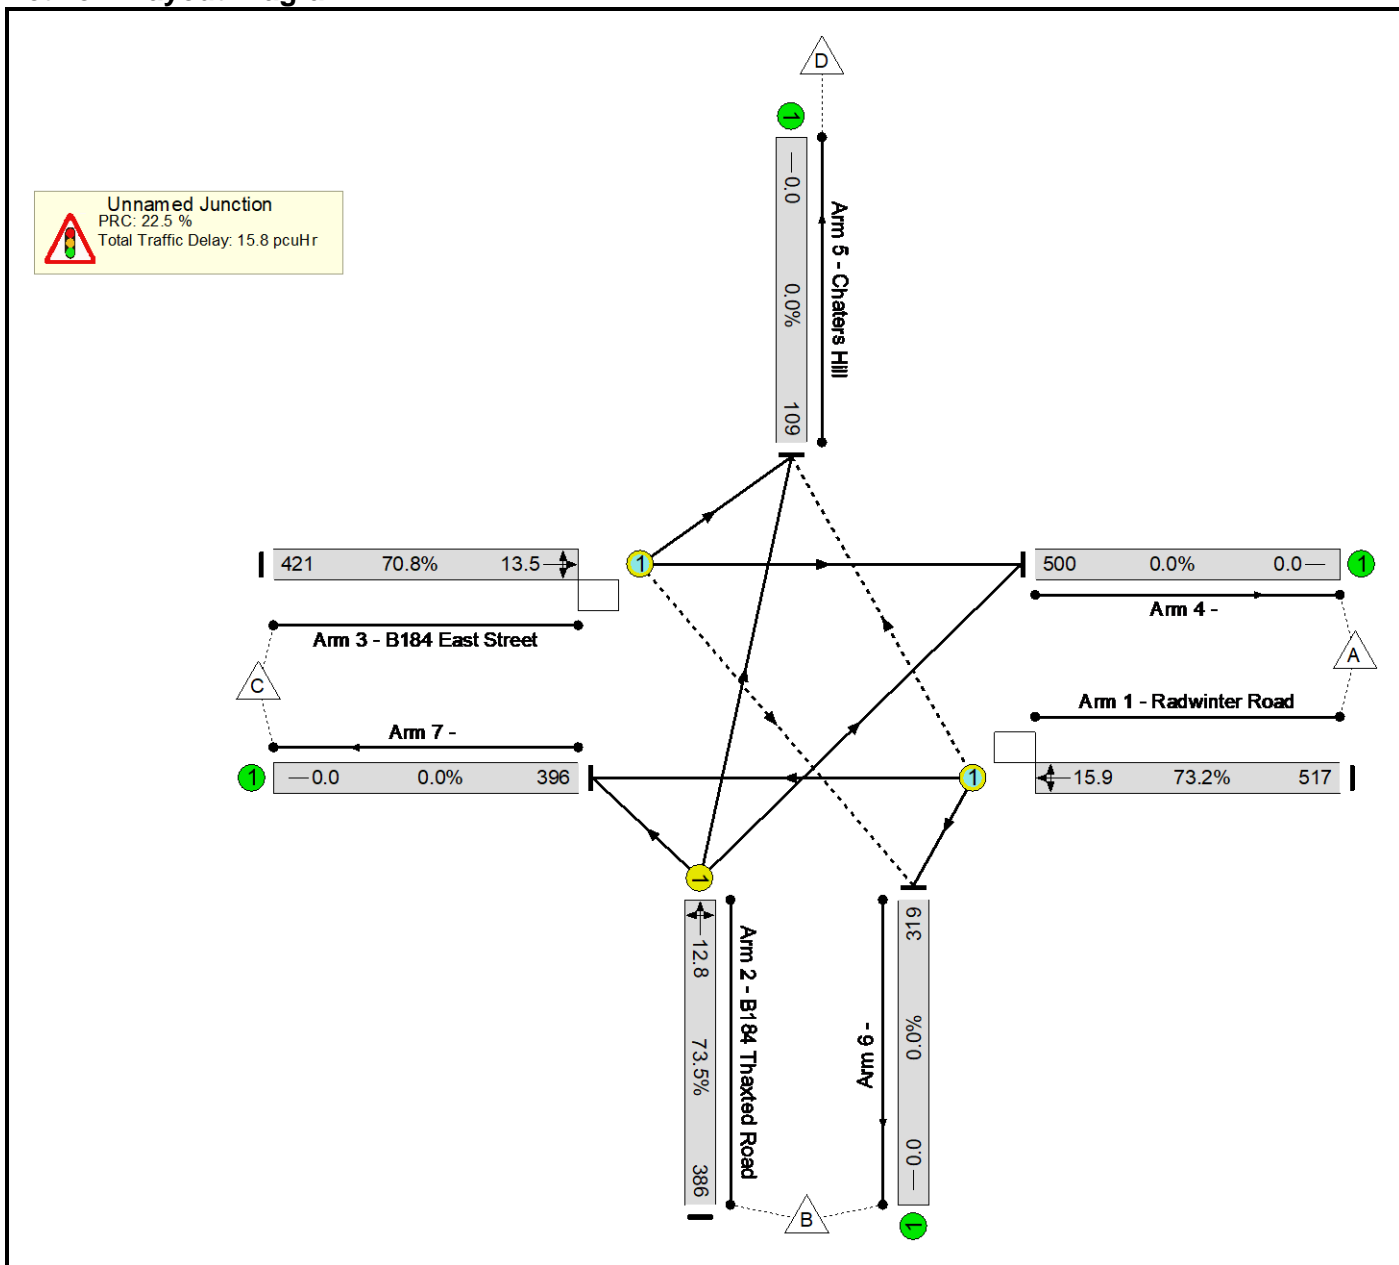 D
1
0.0
0.0%
109
Arm 5 - Chaters Hill
Unnamed Junction
PRC: 22.5 %
Total Traffic Delay: 15.8 pcuHr
421 70.8% 13.5
1
500 0.0% 0.0
1
Arm 3 - B184 East Street
Arm 4 -
C
A
Arm 7 -
Arm 1 - Radwinter Road
1
0.0 0.0% 396
1
15.9 73.2% 517
1
12.8
73.5%
386
Arm 2 - B184 Thaxted Road
Arm 6 -
319
0.0%
0.0
B
1